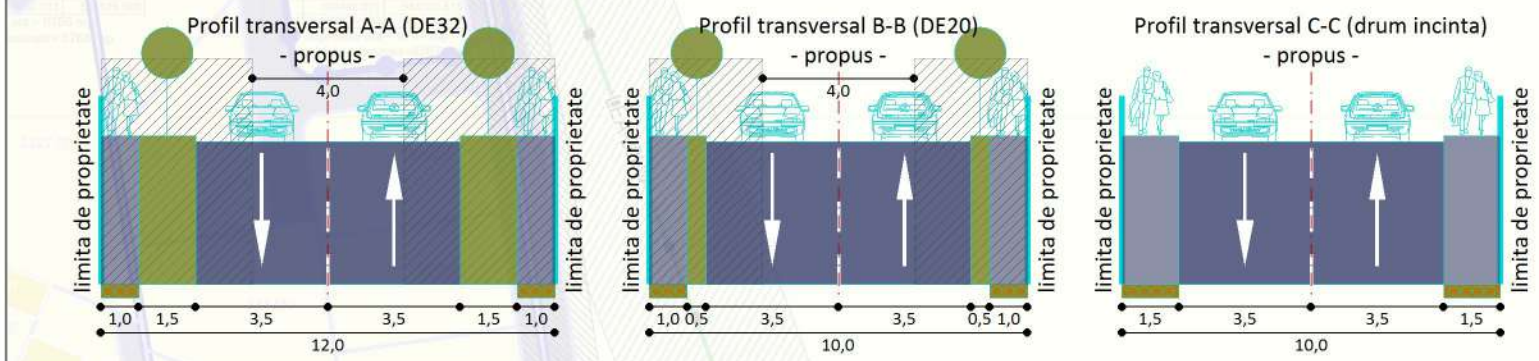 Profil transversal A-A (DE32)
- propus -
4,0
limita de proprietate
limita de proprietate
1,0 1,5 3,5 3,5 1,5 1,0
12,0
Profil transversal B-B (DE20)
- propus -
4,0
limita de proprietate
limita de proprietate
1,0 0,5 3,5 3,5 0,5 1,0
10,0
Profil transversal C-C (drum incinta)
- propus -
limita de proprietate
limita de proprietate
1,5 3,5 3,5 1,5
10,0